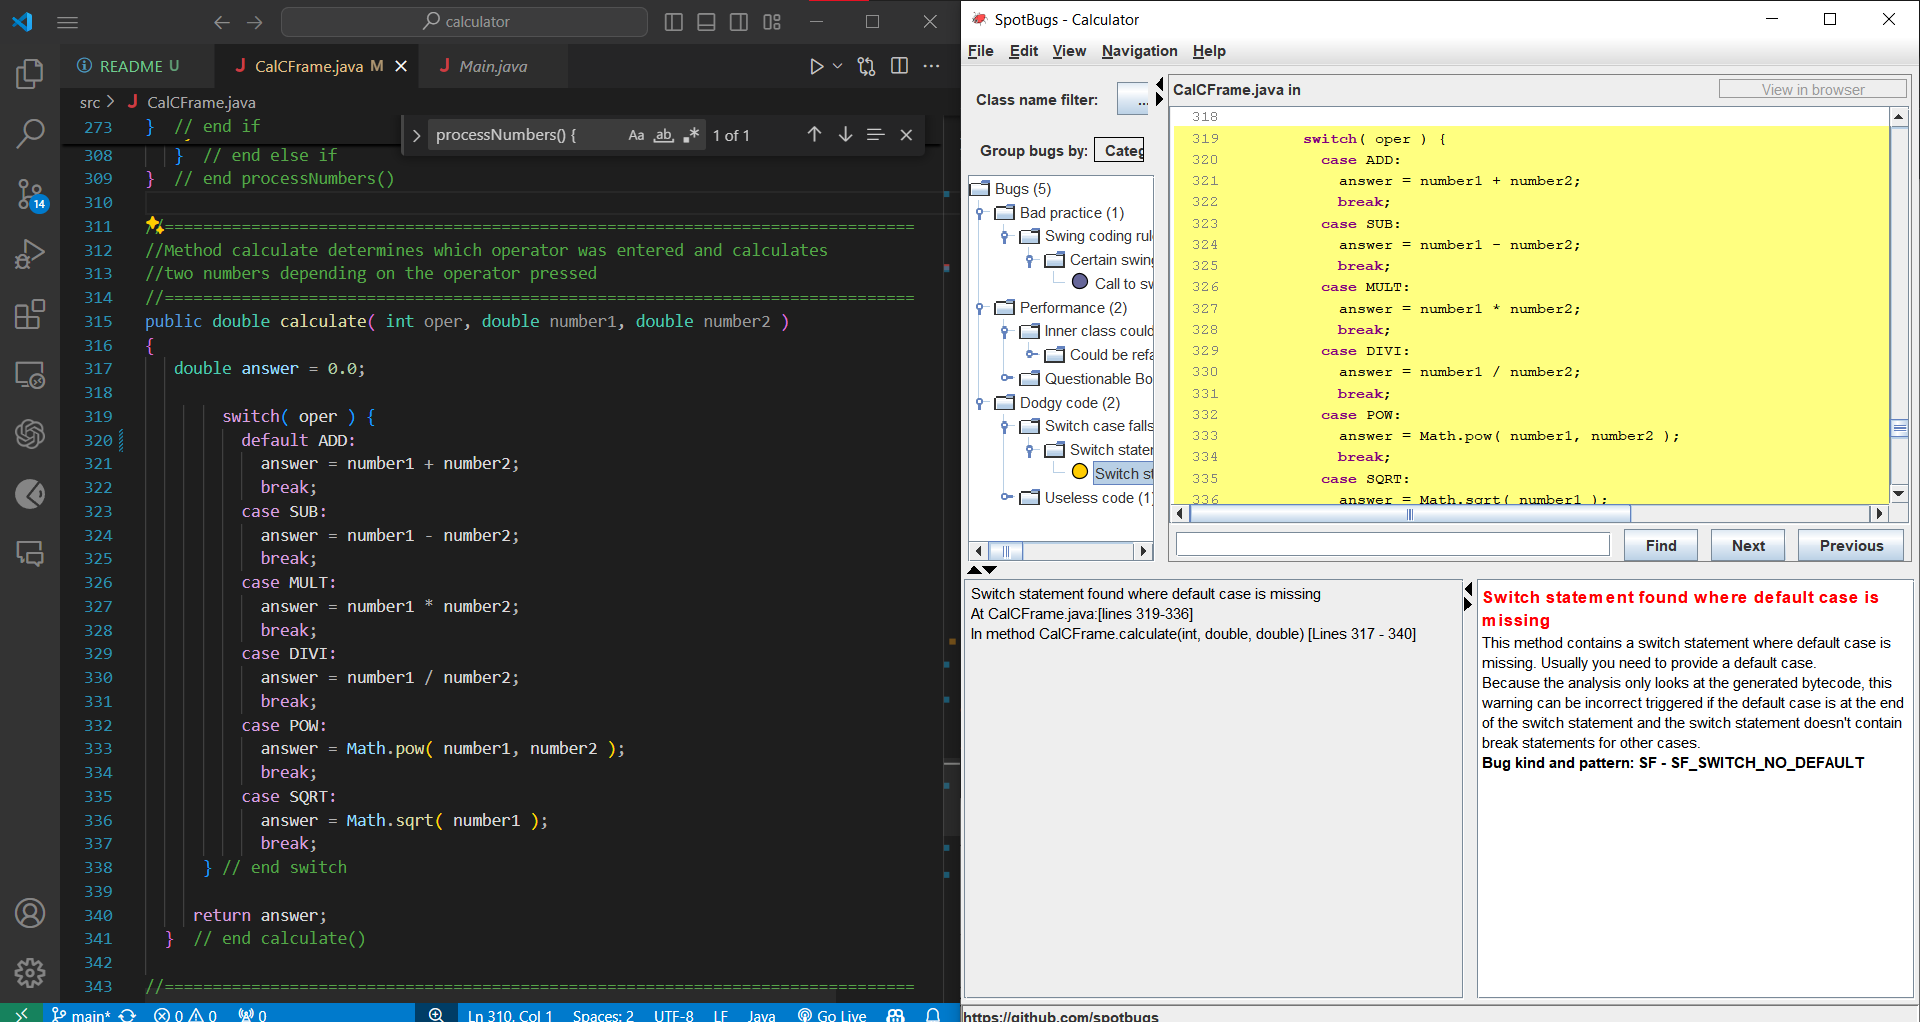 calculator
README U
CalCFrame.java M
Main.java
src
CalCFrame.java
processNumbers() {
Aa
ab
.*
1 of 1
273 } // end if
308 } // end else if
309 } // end processNumbers()
310
311 //==============================================================================
312 //Method calculate determines which operator was entered and calculates
313 //two numbers depending on the operator pressed
314 //==============================================================================
315 public double calculate( int oper, double number1, double number2 )
316 {
317 double answer = 0.0;
318
319 switch( oper ) {
320 default ADD:
321 answer = number1 + number2;
322 break;
323 case SUB:
324 answer = number1 - number2;
325 break;
326 case MULT:
327 answer = number1 * number2;
328 break;
329 case DIVI:
330 answer = number1 / number2;
331 break;
332 case POW:
333 answer = Math.pow( number1, number2 );
334 break;
335 case SQRT:
336 answer = Math.sqrt( number1 );
337 break;
338 } // end switch
339
340 return answer;
341 } // end calculate()
342
343 //==============================================================================
14
main*
0
0
0
Ln 310, Col 1
Spaces: 2
UTF-8
LF
Java
Go Live
SpotBugs - Calculator
File Edit View Navigation Help
Class name filter:
...
Group bugs by:
Categ
Bugs (5)
Bad practice (1)
Swing coding rul
Certain swing
Call to sw
Performance (2)
Inner class could
Could be refa
Questionable Bo
Dodgy code (2)
Switch case falls
Switch stater
Switch st
Useless code (1)
CalCFrame.java in
View in browser
318
319 switch( oper ) {
320 case ADD:
321 answer = number1 + number2;
322 break;
323 case SUB:
324 answer = number1 - number2;
325 break;
326 case MULT:
327 answer = number1 * number2;
328 break;
329 case DIVI:
330 answer = number1 / number2;
331 break;
332 case POW:
333 answer = Math.pow( number1, number2 );
334 break;
335 case SQRT:
336 answer = Math.sqrt( number1 );
Find
Next
Previous
Switch statement found where default case is missing
At CalCFrame.java:[lines 319-336]
In method CalCFrame.calculate(int, double, double) [Lines 317 - 340]
Switch statement found where default case is
missing
This method contains a switch statement where default case is
missing. Usually you need to provide a default case.
Because the analysis only looks at the generated bytecode, this
warning can be incorrect triggered if the default case is at the end
of the switch statement and the switch statement doesn't contain
break statements for other cases.
Bug kind and pattern: SF - SF_SWITCH_NO_DEFAULT
https://github.com/spotbugs